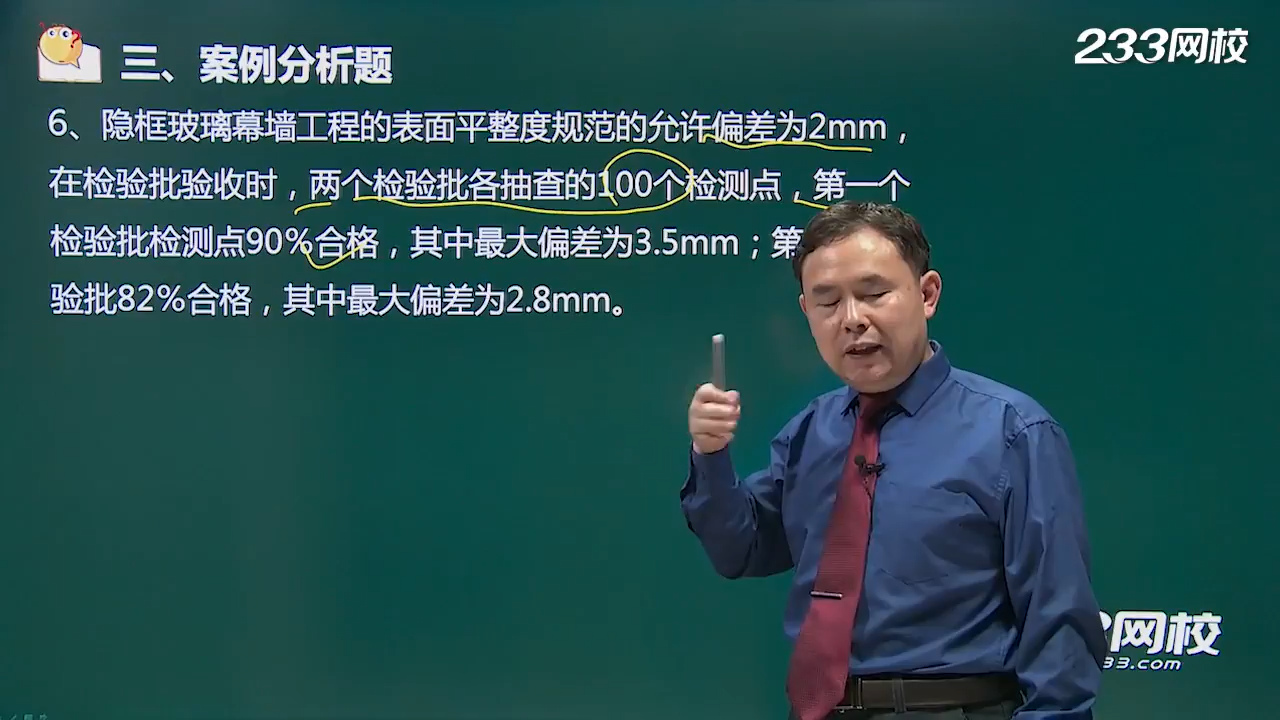 233网校
三、案例分析题
6、隐框玻璃幕墙工程的表面平整度规范的允许偏差为2mm，
在检验批验收时，两个检验批各抽查的100个检测点，第一个
检验批检测点90%合格，其中最大偏差为3.5mm；第
验批82%合格，其中最大偏差为2.8mm。
网校
33.com